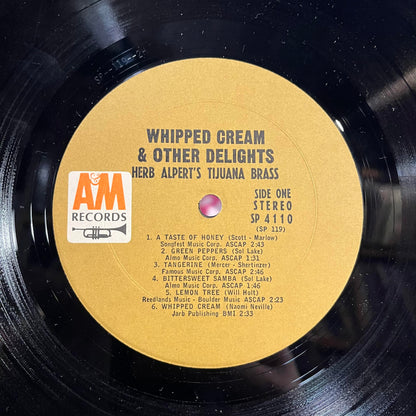 WHIPPED CREAM
& OTHER DELIGHTS
HERB ALPERT'S TIJUANA BRASS
SIDE ONE
STEREO
SP 4110
(SP 119)
A&M
RECORDS
1. A TASTE OF HONEY (Scott - Marlow)
Songfest Music Corp. ASCAP 2:43
2. GREEN PEPPERS (Sol Lake)
Almo Music Corp. ASCAP 1:31
3. TANGERINE (Mercer - Shertinzer)
Famous Music Corp. ASCAP 2:46
4. BITTERSWEET SAMBA (Sol Lake)
Almo Music Corp. ASCAP 1:46
5. LEMON TREE (Will Holt)
Reedlands Music - Boulder Music ASCAP 2:23
6. WHIPPED CREAM (Naomi Neville)
Jarb Publishing BMI 2:33